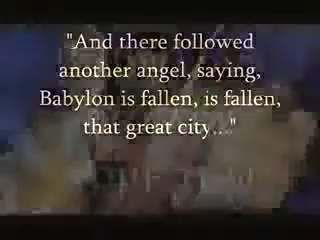 "And there followed
another angel, saying,
Babylon is fallen, is fallen,
that great city..."